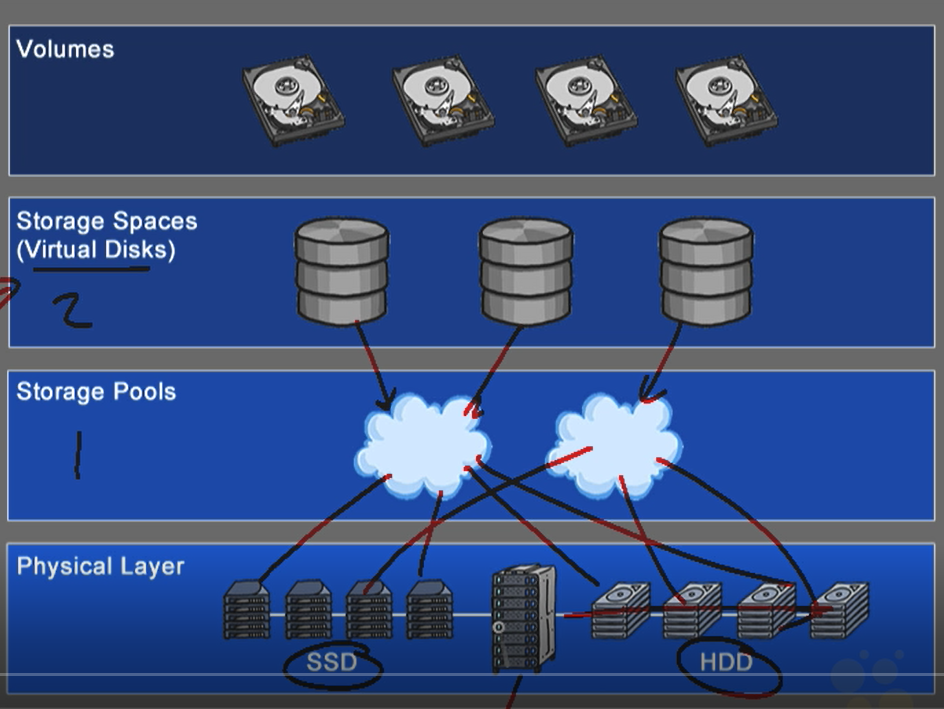 Volumes
Storage Spaces
(Virtual Disks)
2
Storage Pools
1
Physical Layer
SSD
HDD